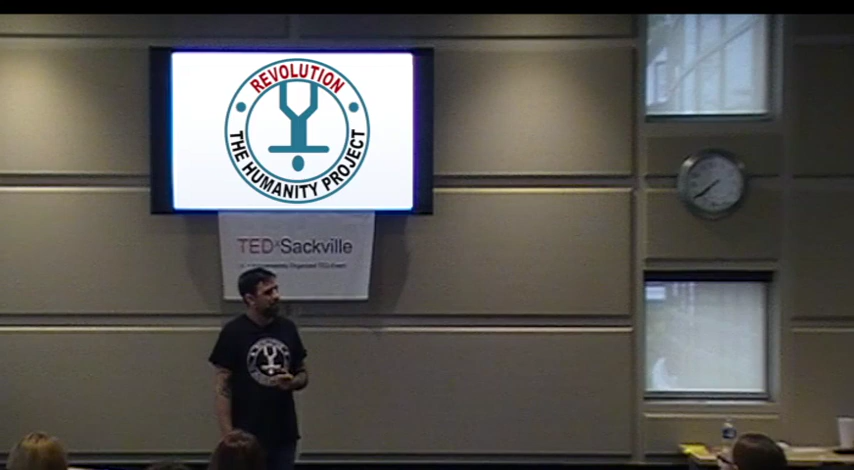 REVOLUTION
THE HUMANITY PROJECT
TEDxSackville